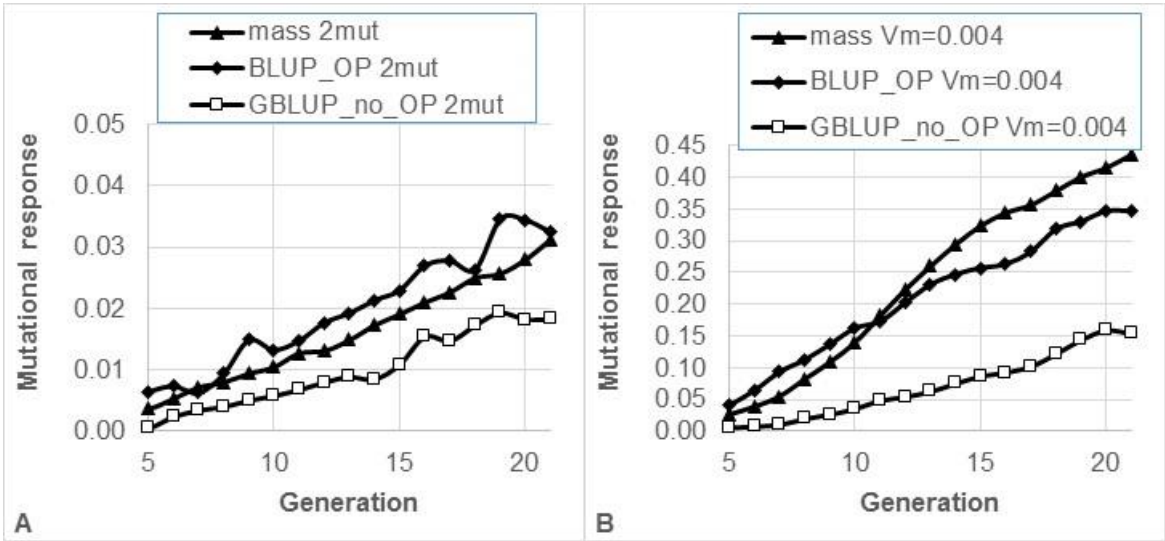 mass 2mut
BLUP_OP 2mut
GBLUP_no_OP 2mut
Mutational response
0.05
0.04
0.03
0.02
0.01
0.00
5 10 15 20
Generation
A
mass Vm=0.004
BLUP_OP Vm=0.004
GBLUP_no_OP Vm=0.004
Mutational response
0.45
0.40
0.35
0.30
0.25
0.20
0.15
0.10
0.05
0.00
5 10 15 20
Generation
B